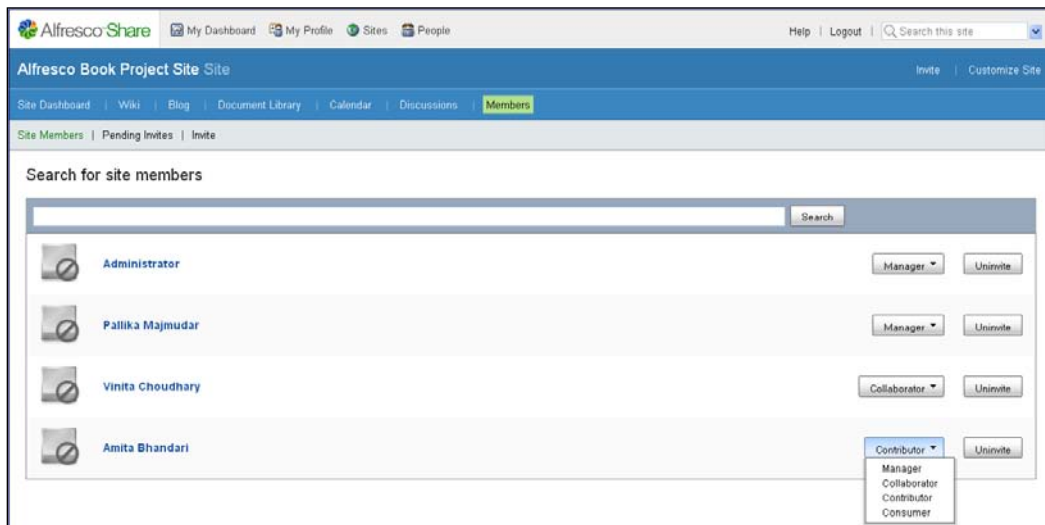 Alfresco Share My Dashboard My Profile Sites People Help | Logout | Search this site
Alfresco Book Project Site Site Invite | Customize Site
Site Dashboard | Wiki | Blog | Document Library | Calendar | Discussions | Members
Site Members | Pending Invites | Invite
Search for site members
Search
Administrator Manager Uninvite
Pallika Majmudar Manager Uninvite
Vinita Choudhary Collaborator Uninvite
Amita Bhandari Contributor Uninvite
Manager
Collaborator
Contributor
Consumer